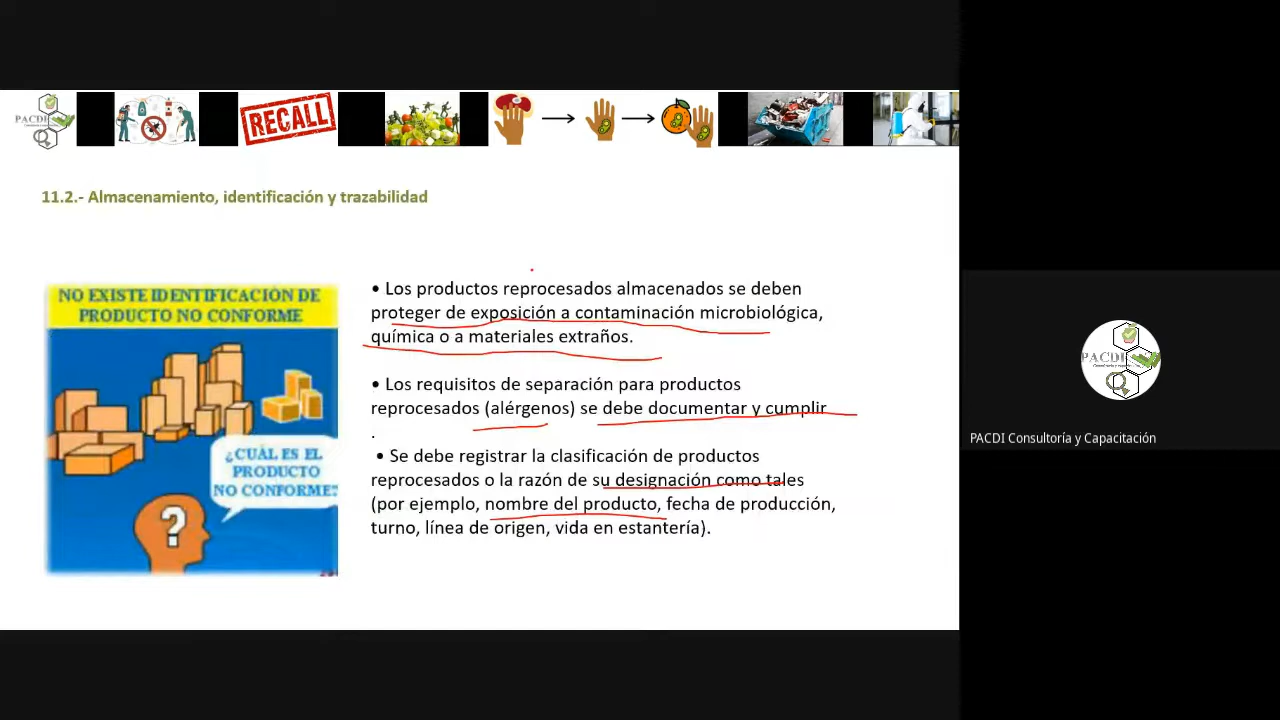 PACDI
RECALL
11.2.- Almacenamiento, identificación y trazabilidad
NO EXISTE IDENTIFICACIÓN DE
PRODUCTO NO CONFORME
¿CUÁL ES EL
PRODUCTO
NO CONFORME?
?
• Los productos reprocesados almacenados se deben
proteger de exposición a contaminación microbiológica,
química o a materiales extraños.
• Los requisitos de separación para productos
reprocesados (alérgenos) se debe documentar y cumplir
.
• Se debe registrar la clasificación de productos
reprocesados o la razón de su designación como tales
(por ejemplo, nombre del producto, fecha de producción,
turno, línea de origen, vida en estantería).
PACDI
PACDI Consultoría y Capacitación